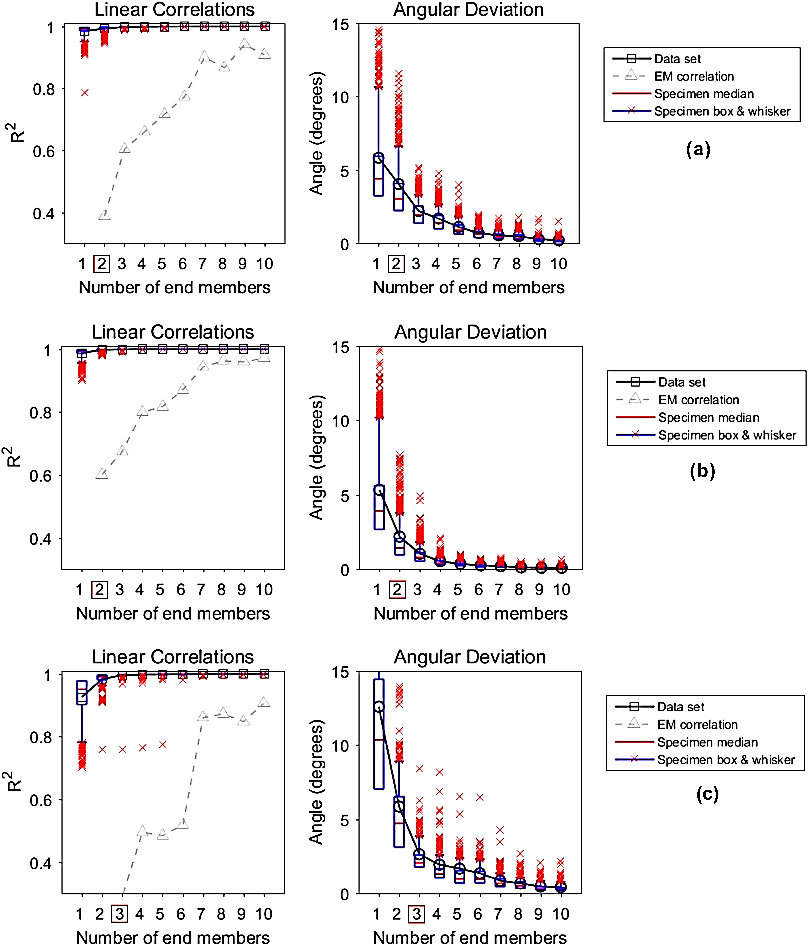 Linear Correlations
1
0.8
0.6
0.4
R2
1 2 3 4 5 6 7 8 9 10
Number of end members
Angular Deviation
15
10
5
0
Angle (degrees)
1 2 3 4 5 6 7 8 9 10
Number of end members
Data set
EM correlation
Specimen median
Specimen box & whisker
(a)
Linear Correlations
1
0.8
0.6
0.4
R2
1 2 3 4 5 6 7 8 9 10
Number of end members
Angular Deviation
15
10
5
0
Angle (degrees)
1 2 3 4 5 6 7 8 9 10
Number of end members
Data set
EM correlation
Specimen median
Specimen box & whisker
(b)
Linear Correlations
1
0.8
0.6
0.4
R2
1 2 3 4 5 6 7 8 9 10
Number of end members
Angular Deviation
15
10
5
0
Angle (degrees)
1 2 3 4 5 6 7 8 9 10
Number of end members
Data set
EM correlation
Specimen median
Specimen box & whisker
(c)